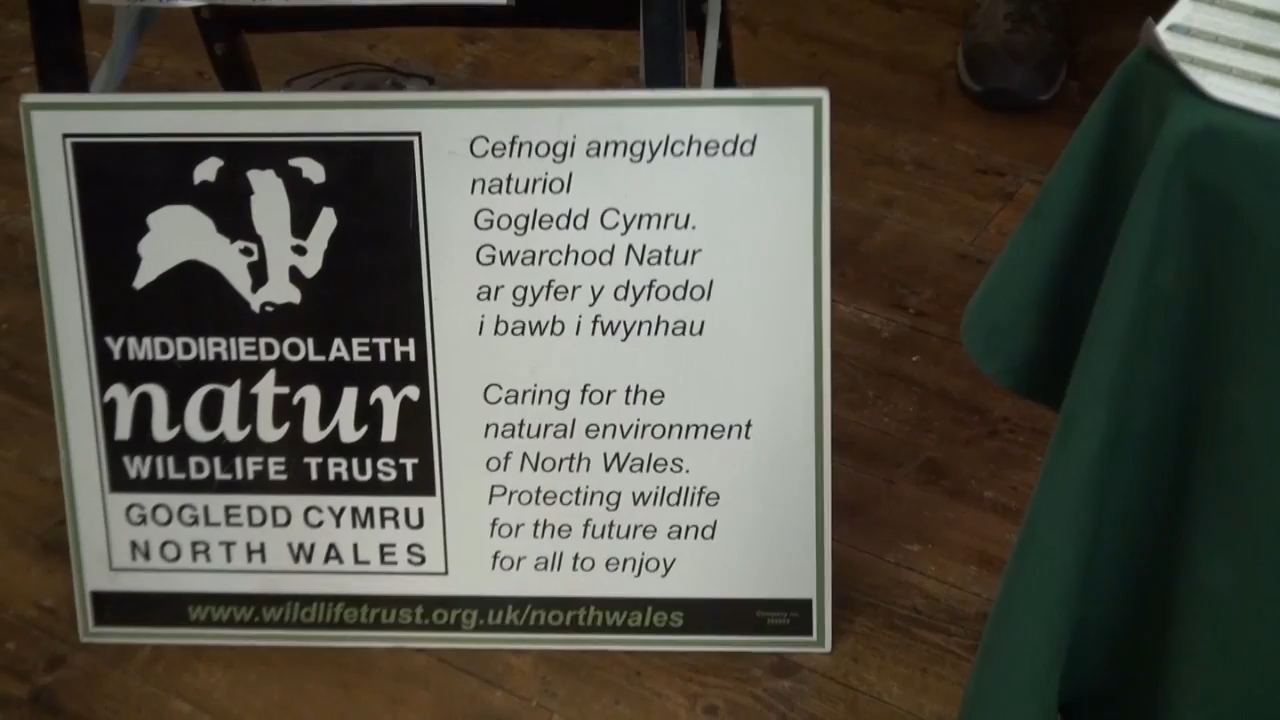 YMDDIRIEDOLAETH
natur
WILDLIFE TRUST
GOGLEDD CYMRU
NORTH WALES
Cefnogi amgylchedd
naturiol
Gogledd Cymru.
Gwarchod Natur
ar gyfer y dyfodol
i bawb i fwynhau
Caring for the
natural environment
of North Wales.
Protecting wildlife
for the future and
for all to enjoy
www.wildlifetrust.org.uk/northwales
Company no.